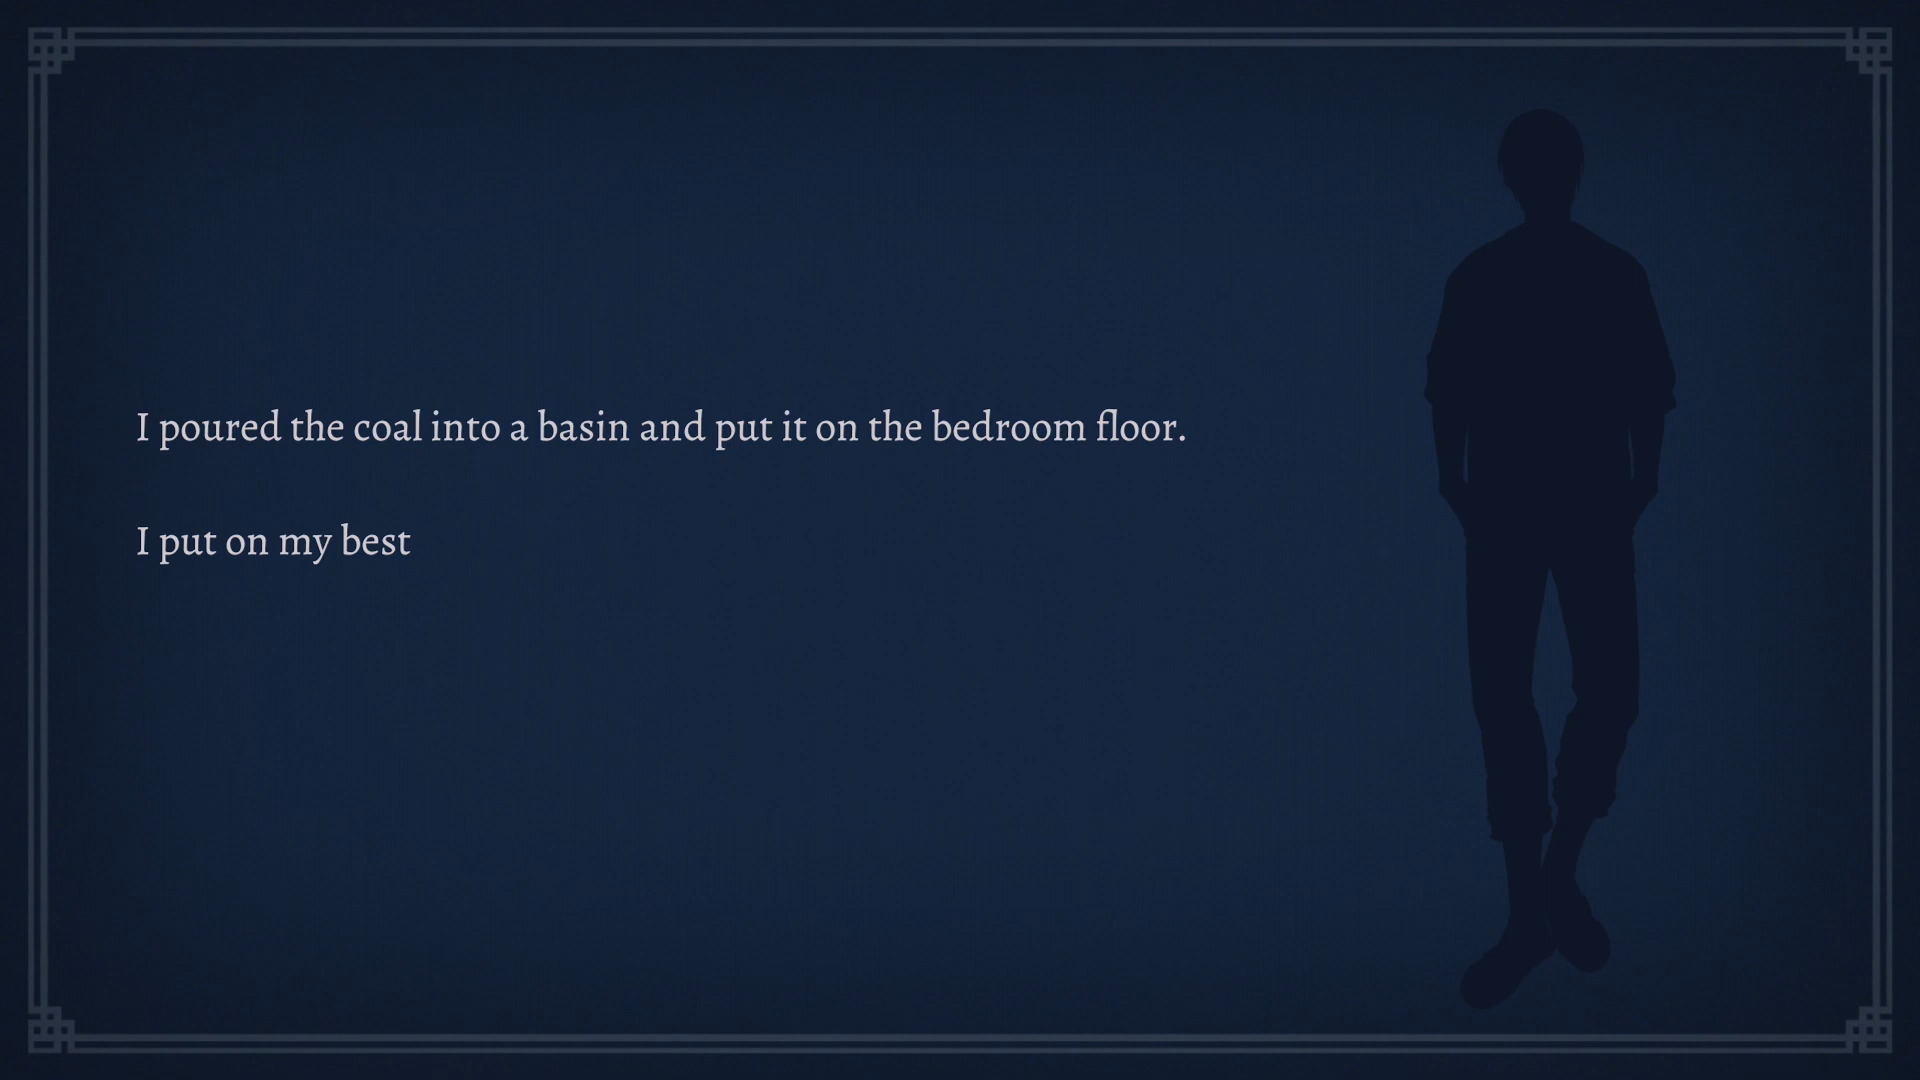 I poured the coal into a basin and put it on the bedroom floor.
I put on my best